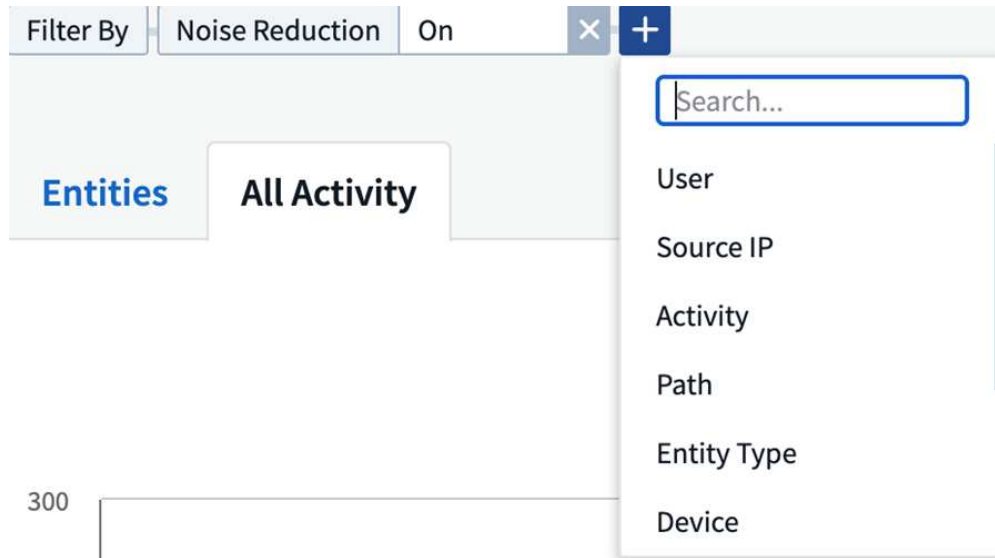 Filter By Noise Reduction On × +
Search...
Entities All Activity
User
Source IP
Activity
Path
Entity Type
Device
300